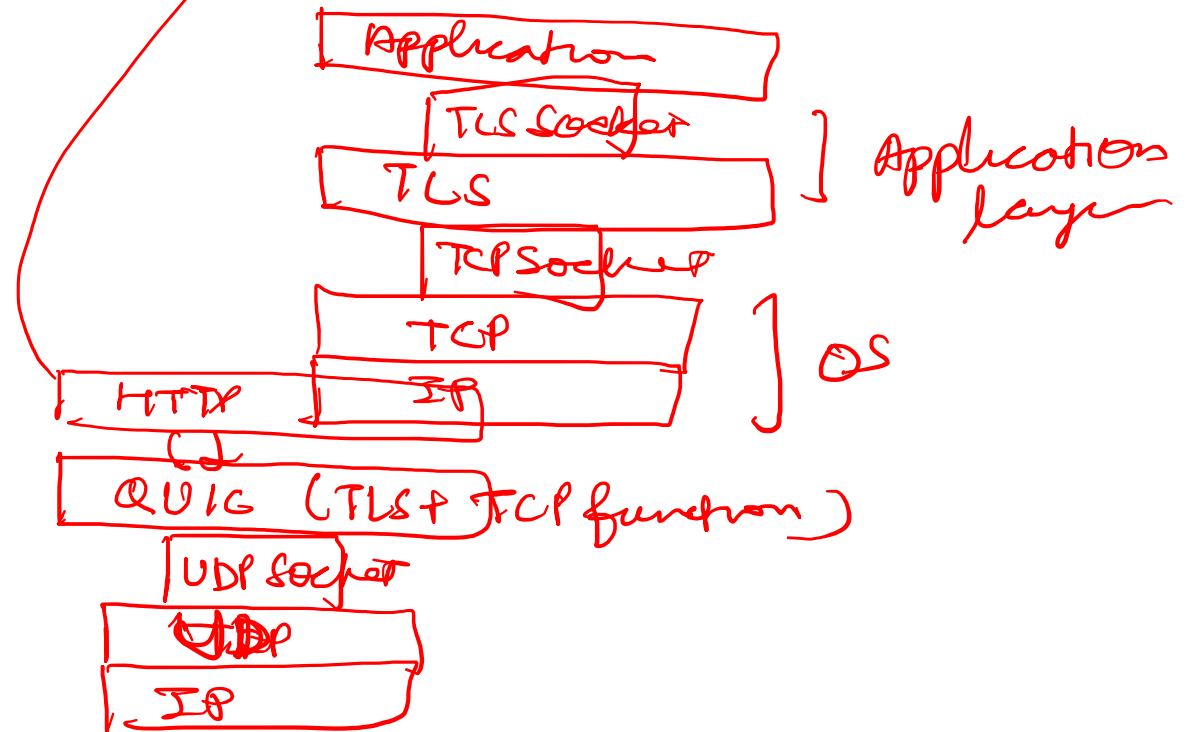 Application
TLS Socket
Application
layer
TLS
TCP Socket
TCP
OS
IP
HTTP
QUIC (TLS + TCP function)
UDP Socket
UDP
IP